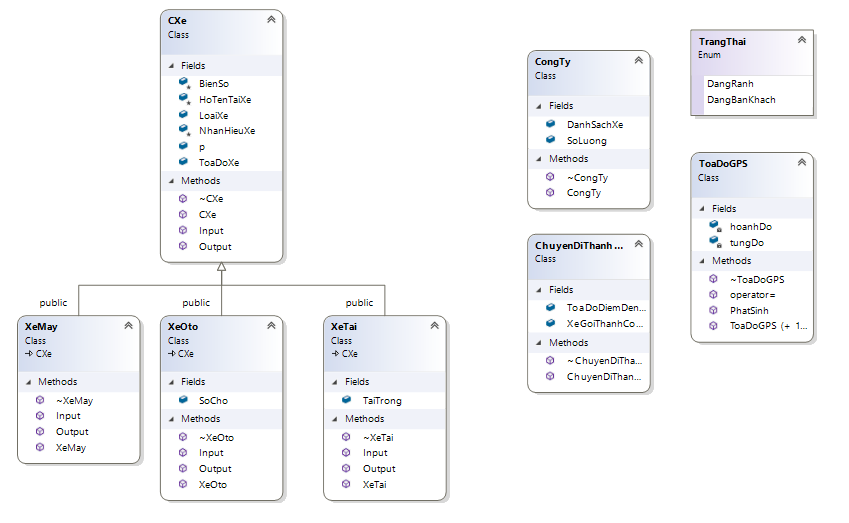 CXe
Class
Fields
BienSo
HoTenTaiXe
LoaiXe
NhanHieuXe
p
ToaDoXe
Methods
~CXe
CXe
Input
Output
CongTy
Class
Fields
DanhSachXe
SoLuong
Methods
~CongTy
CongTy
TrangThai
Enum
DangRanh
DangBanKhach
ToaDoGPS
Class
Fields
hoanhDo
tungDo
Methods
~ToaDoGPS
operator=
PhatSinh
ToaDoGPS (+ 1...
ChuyenDiThanh ...
Class
Fields
ToaDoDiemDen...
XeGoiThanhCo...
Methods
~ChuyenDiTha...
ChuyenDiThan...
public
public
public
XeMay
Class
CXe
Methods
~XeMay
Input
Output
XeMay
XeOto
Class
CXe
Fields
SoCho
Methods
~XeOto
Input
Output
XeOto
XeTai
Class
CXe
Fields
TaiTrong
Methods
~XeTai
Input
Output
XeTai